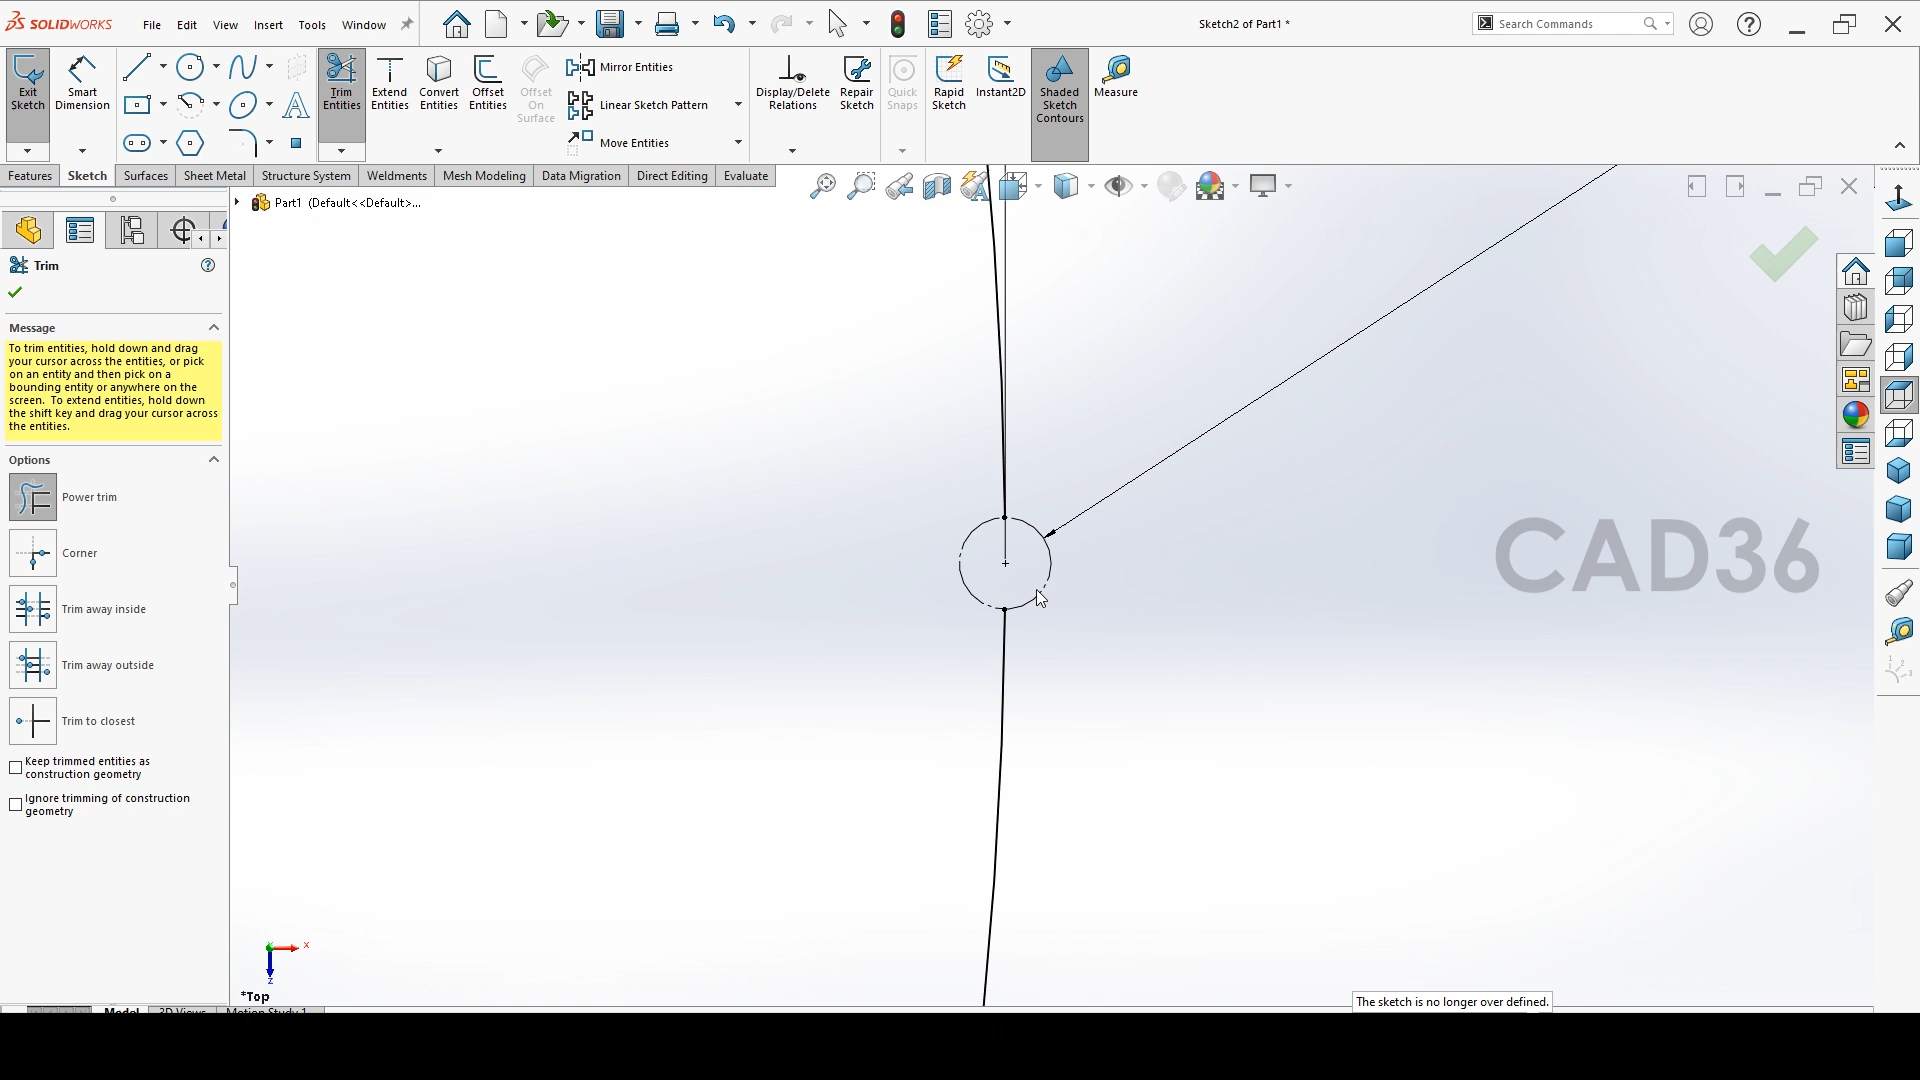 SOLIDWORKS
File Edit View Insert Tools Window
Sketch2 of Part1 *
Search Commands
Exit Sketch
Smart Dimension
Trim Entities
Extend Entities
Convert Entities
Offset Entities
Offset On Surface
Mirror Entities
Linear Sketch Pattern
Move Entities
Display/Delete Relations
Repair Sketch
Quick Snaps
Rapid Sketch
Instant2D
Shaded Sketch Contours
Measure
Features Sketch Surfaces Sheet Metal Structure System Weldments Mesh Modeling Data Migration Direct Editing Evaluate
Part1 (Default<<Default>...
Trim
Message
To trim entities, hold down and drag
your cursor across the entities, or pick
on an entity and then pick on a
bounding entity or anywhere on the
screen. To extend entities, hold down
the shift key and drag your cursor across
the entities.
Options
Power trim
Corner
Trim away inside
Trim away outside
Trim to closest
Keep trimmed entities as
construction geometry
Ignore trimming of construction
geometry
CAD36
X
Z
*Top
The sketch is no longer over defined.
Model 3D Views Motion Study 1